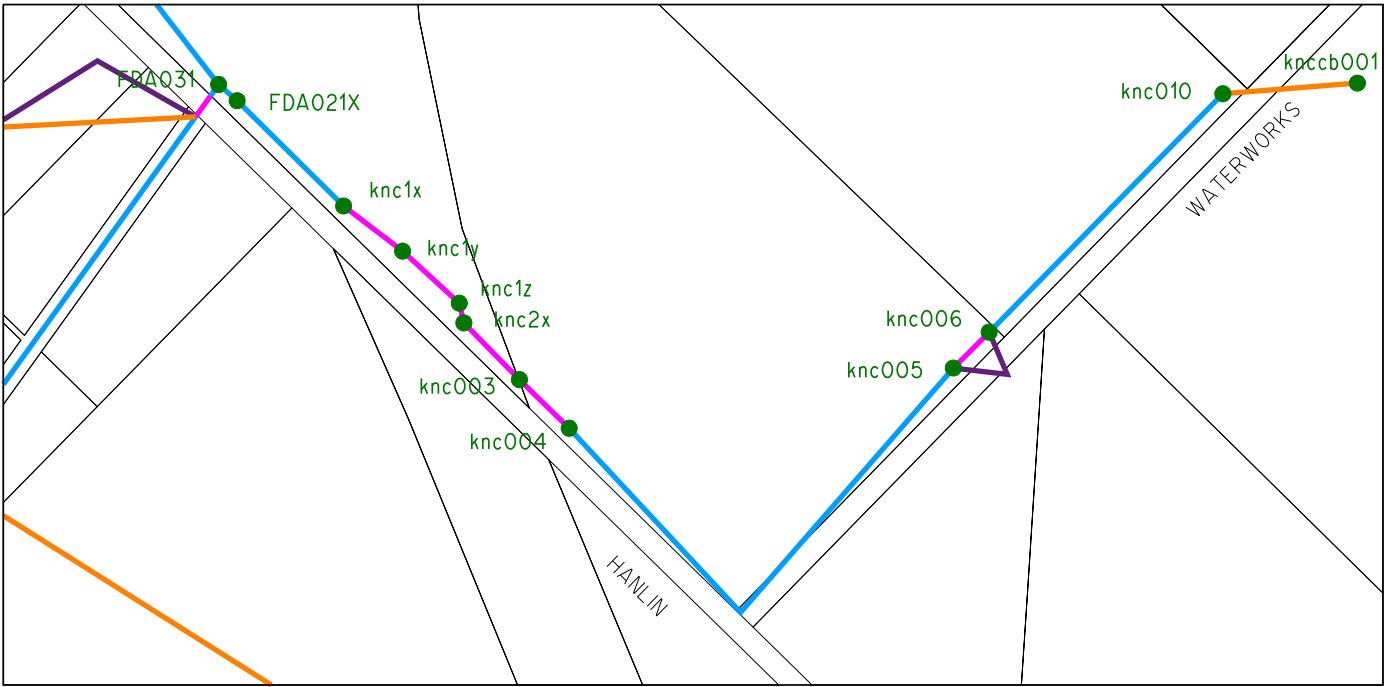 knccb001
FDA031
knc010
FDA021X
WATERWORKS
knc1x
knc1y
knc1z
knc2x
knc006
knc005
knc003
knc004
HANLIN